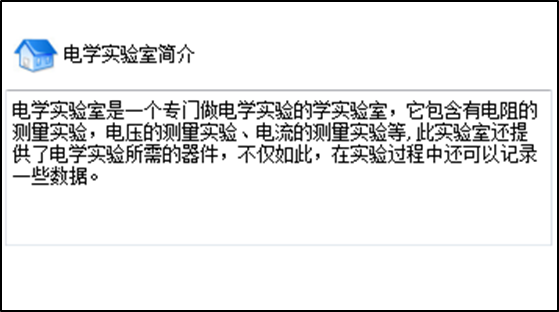 电学实验室简介
电学实验室是一个专门做电学实验的学实验室，它包含有电阻的
测量实验，电压的测量实验、电流的测量实验等,此实验室还提
供了电学实验所需的器件，不仅如此，在实验过程中还可以记录
一些数据。